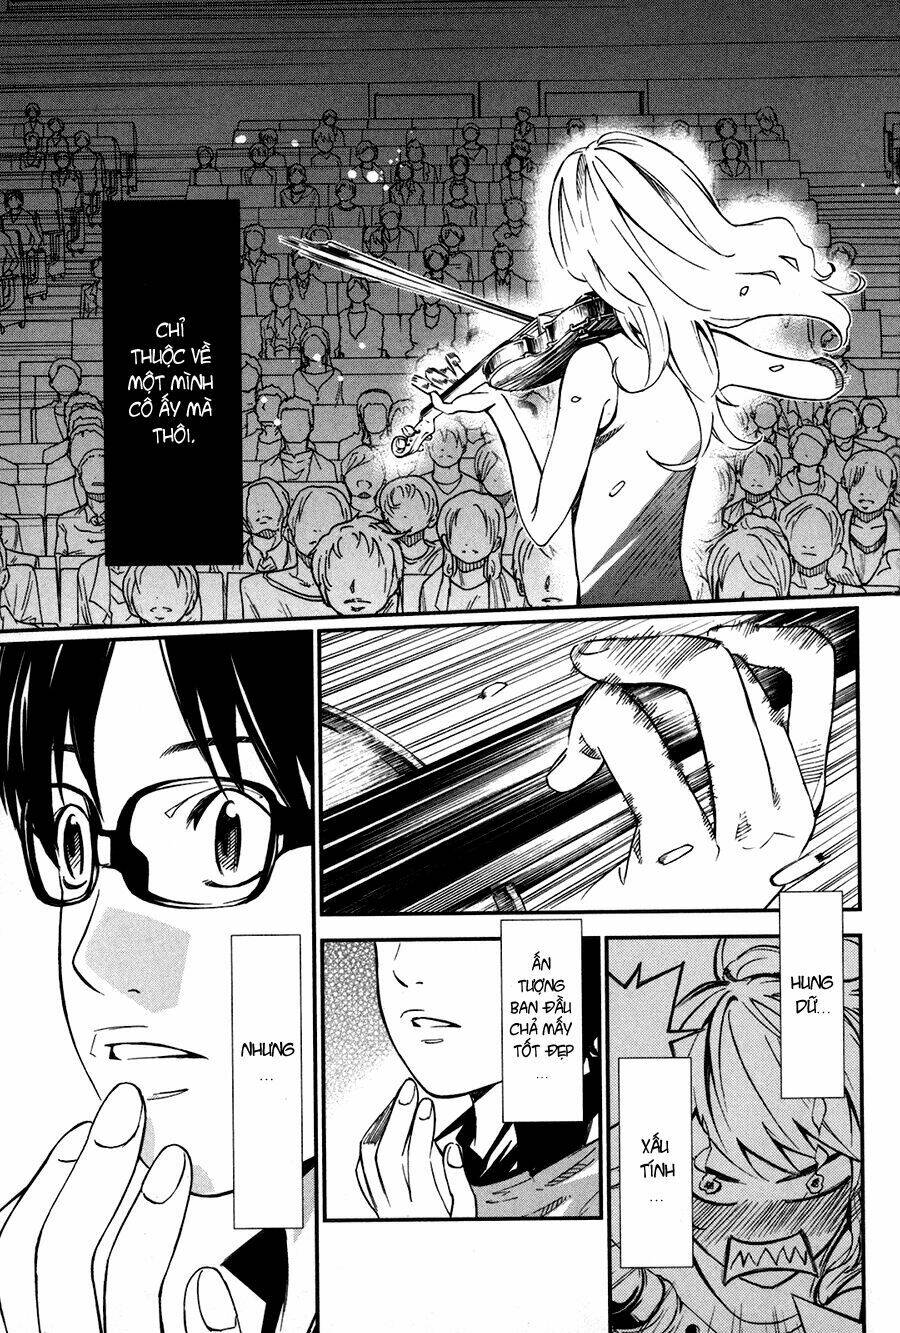 CHỈ
THUỘC VỀ
MỘT MÌNH
CÔ ẤY MÀ
THÔI.
HUNG
DỮ...
XẤU
TÍNH
...
ẤN
TƯỢNG
BAN ĐẦU
CHẢ MẤY
TỐT ĐẸP
...
NHƯNG
...